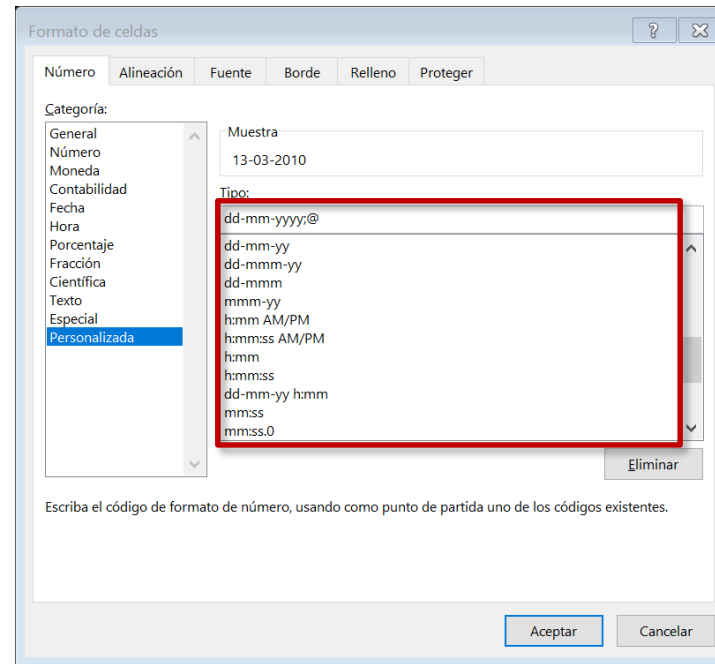 Formato de celdas
Número Alineación Fuente Borde Relleno Proteger
Categoría:
General
Número
Moneda
Contabilidad
Fecha
Hora
Porcentaje
Fracción
Científica
Texto
Especial
Personalizada
Muestra
13-03-2010
Tipo:
dd-mm-yyyy;@
dd-mm-yy
dd-mmm-yy
dd-mmm
mmm-yy
h:mm AM/PM
h:mm:ss AM/PM
h:mm
h:mm:ss
dd-mm-yy h:mm
mm:ss
mm:ss.0
Eliminar
Escriba el código de formato de número, usando como punto de partida uno de los códigos existentes.
Aceptar Cancelar